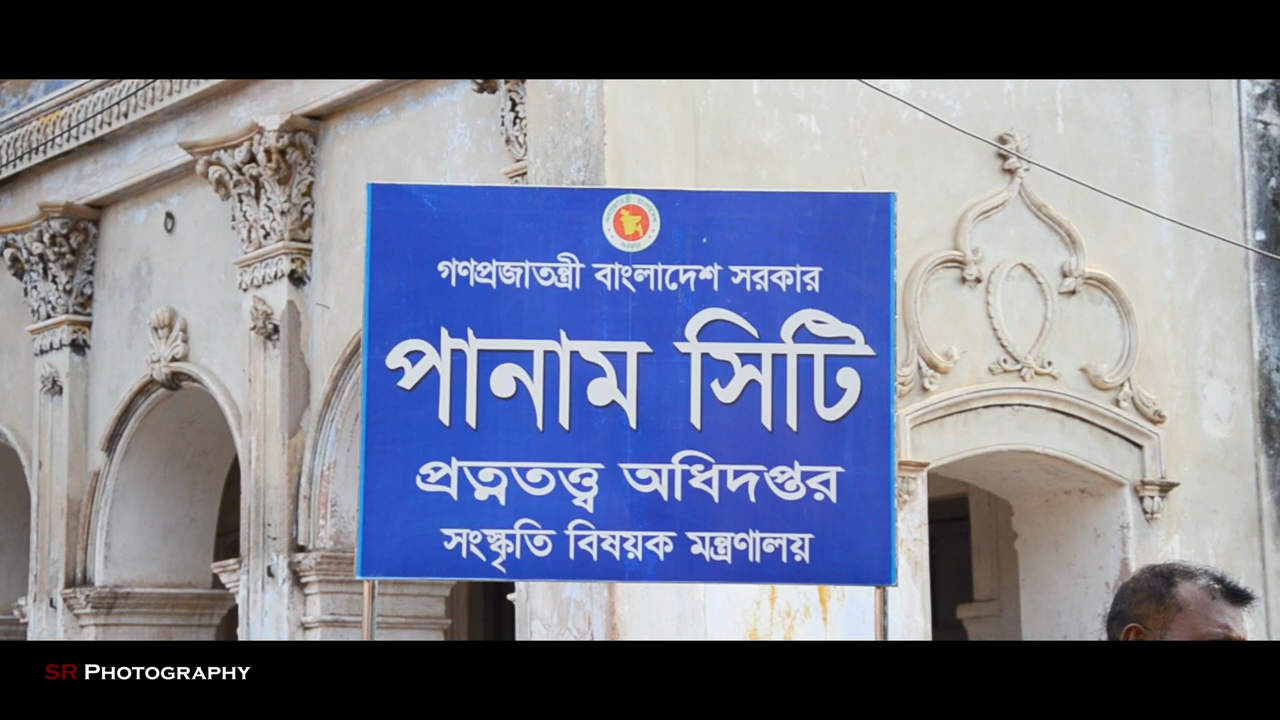 গণপ্রজাতন্ত্রী বাংলাদেশ সরকার
পানাম সিটি
প্রত্নতত্ত্ব অধিদপ্তর
সংস্কৃতি বিষয়ক মন্ত্রণালয়
SR PHOTOGRAPHY